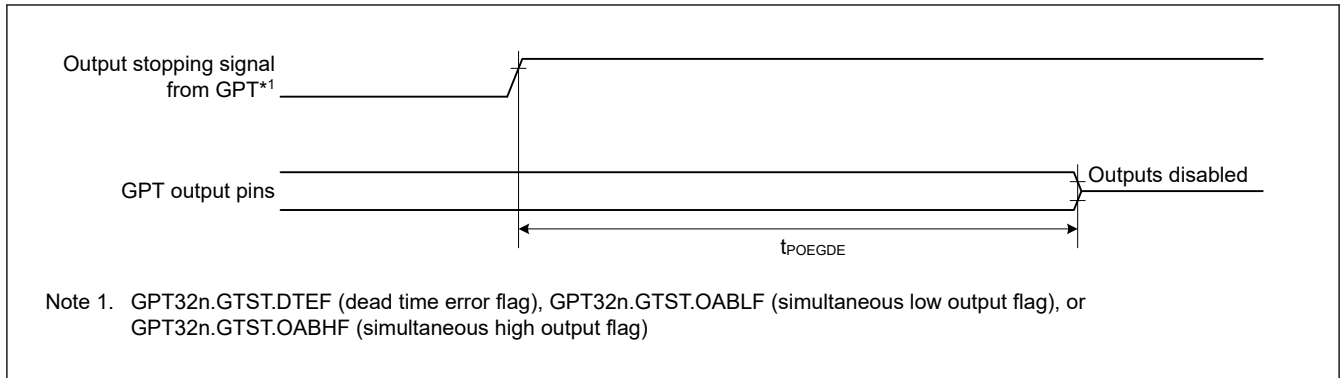 Output stopping signal
from GPT*1
GPT output pins
Outputs disabled
tPOEGDE
Note 1. GPT32n.GTST.DTEF (dead time error flag), GPT32n.GTST.OABLF (simultaneous low output flag), or
GPT32n.GTST.OABHF (simultaneous high output flag)